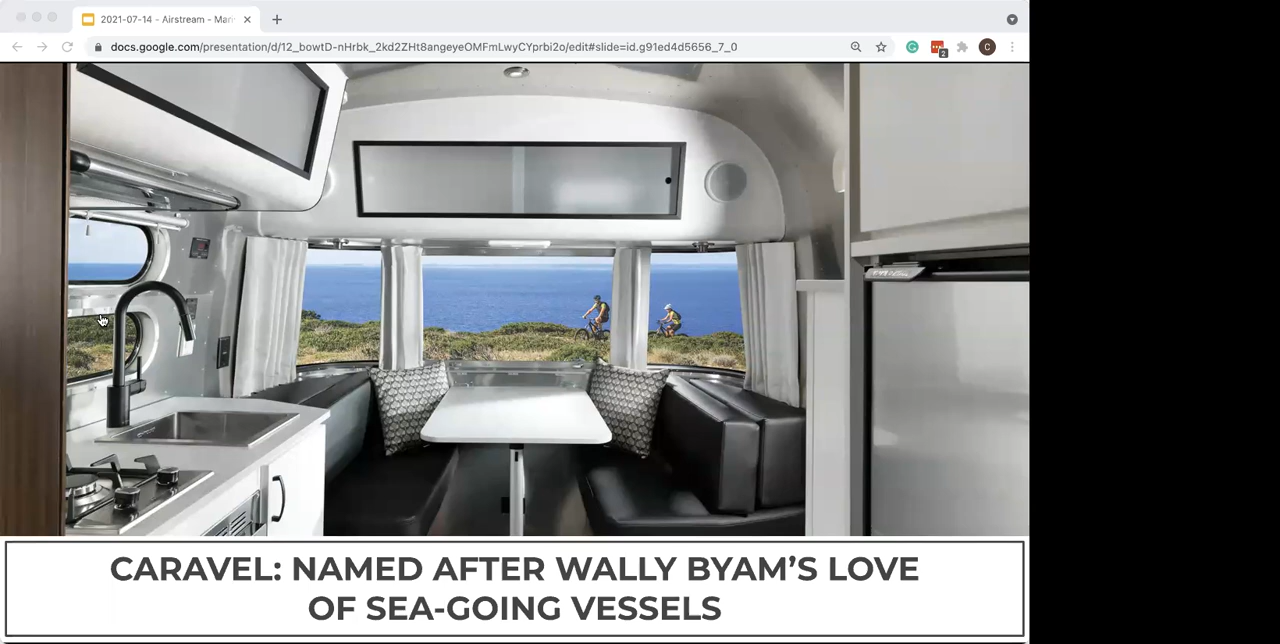 2021-07-14 - Airstream - Mar
docs.google.com/presentation/d/12_bowtD-nHrbk_2kd2ZHt8angeyeOMFmLwyCYprbi2o/edit#slide=id.g91ed4d5656_7_0
2
C
CARAVEL: NAMED AFTER WALLY BYAM'S LOVE
OF SEA-GOING VESSELS